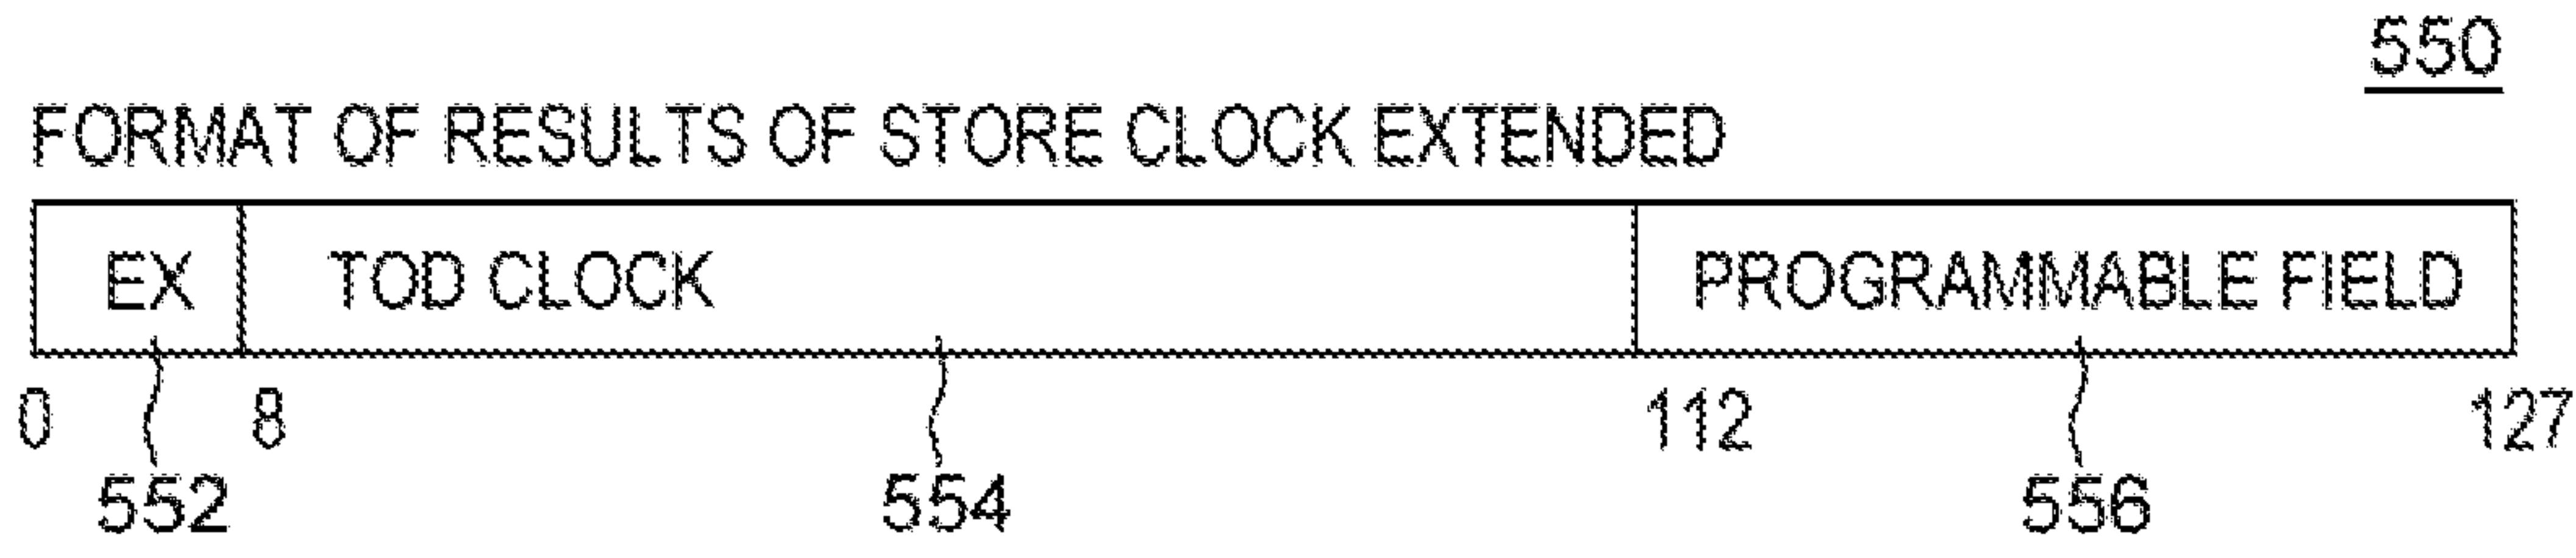 550
FORMAT OF RESULTS OF STORE CLOCK EXTENDED
EX TOD CLOCK PROGRAMMABLE FIELD
0 8 112 127
552 554 556